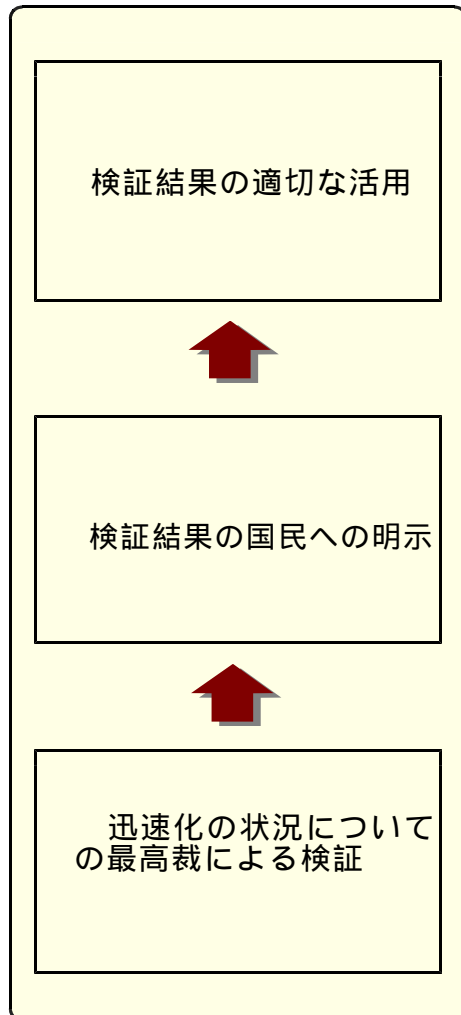 検証結果の適切な活用
検証結果の国民への明示
迅速化の状況について
の最高裁による検証